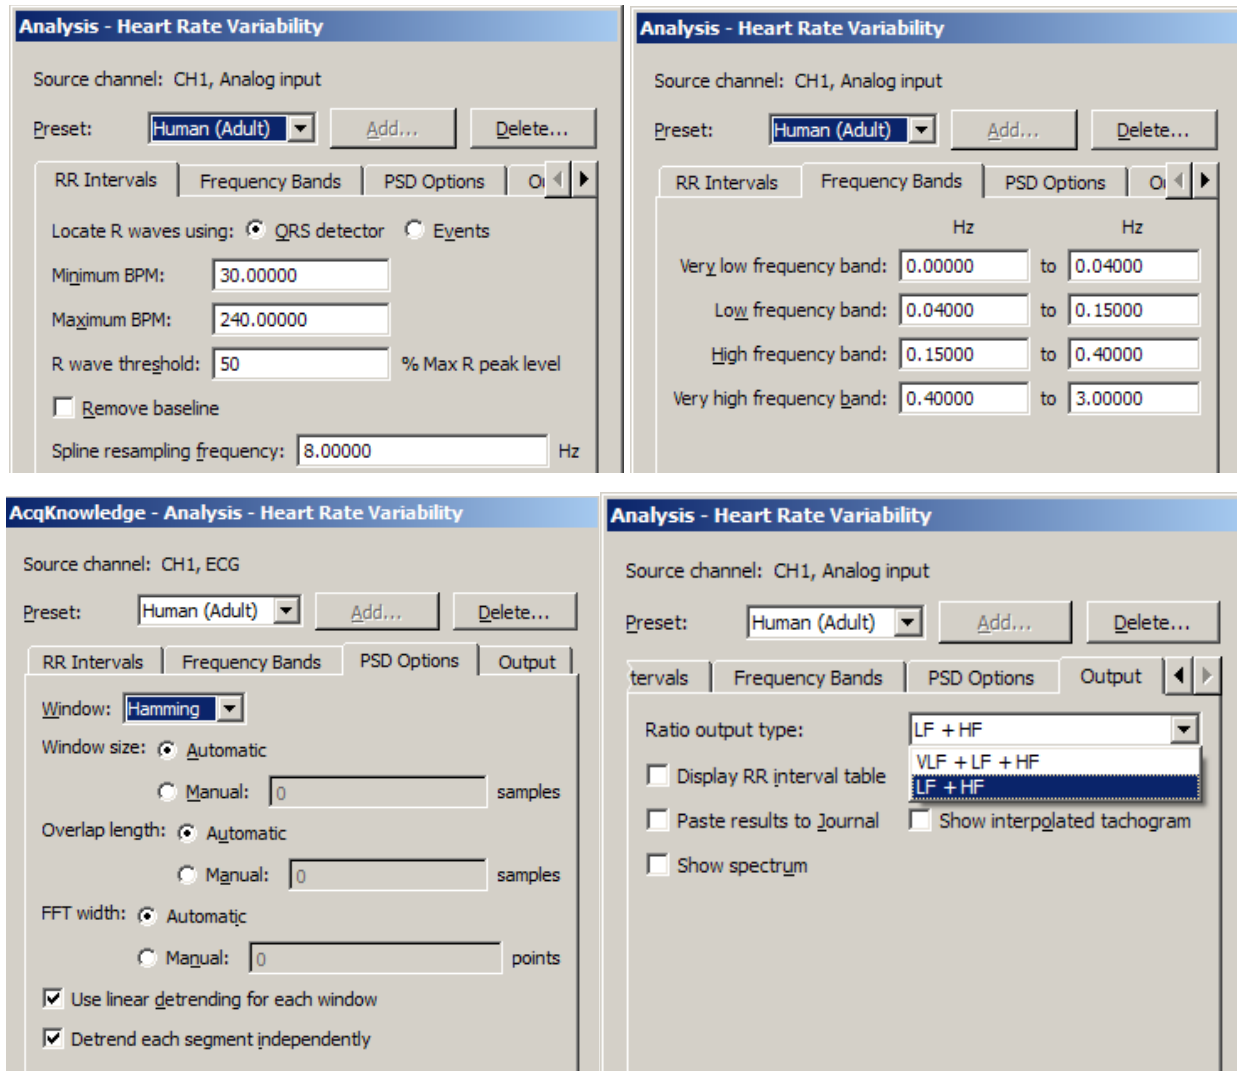 Analysis - Heart Rate Variability
Source channel: CH1, Analog input
Preset: Human (Adult) Add... Delete...
RR Intervals Frequency Bands PSD Options
Locate R waves using: QRS detector Events
Minimum BPM: 30.00000
Maximum BPM: 240.00000
R wave threshold: 50 % Max R peak level
Remove baseline
Spline resampling frequency: 8.00000 Hz
Analysis - Heart Rate Variability
Source channel: CH1, Analog input
Preset: Human (Adult) Add... Delete...
RR Intervals Frequency Bands PSD Options
Hz Hz
Very low frequency band: 0.00000 to 0.04000
Low frequency band: 0.04000 to 0.15000
High frequency band: 0.15000 to 0.40000
Very high frequency band: 0.40000 to 3.00000
AcqKnowledge - Analysis - Heart Rate Variability
Source channel: CH1, ECG
Preset: Human (Adult) Add... Delete...
RR Intervals Frequency Bands PSD Options Output
Window: Hamming
Window size: Automatic
Manual: 0 samples
Overlap length: Automatic
Manual: 0 samples
FFT width: Automatic
Manual: 0 points
Use linear detrending for each window
Detrend each segment independently
Analysis - Heart Rate Variability
Source channel: CH1, Analog input
Preset: Human (Adult) Add... Delete...
tervals Frequency Bands PSD Options Output
Ratio output type: LF + HF
VLF + LF + HF
Display RR interval table LF + HF
Paste results to Journal Show interpolated tachogram
Show spectrum